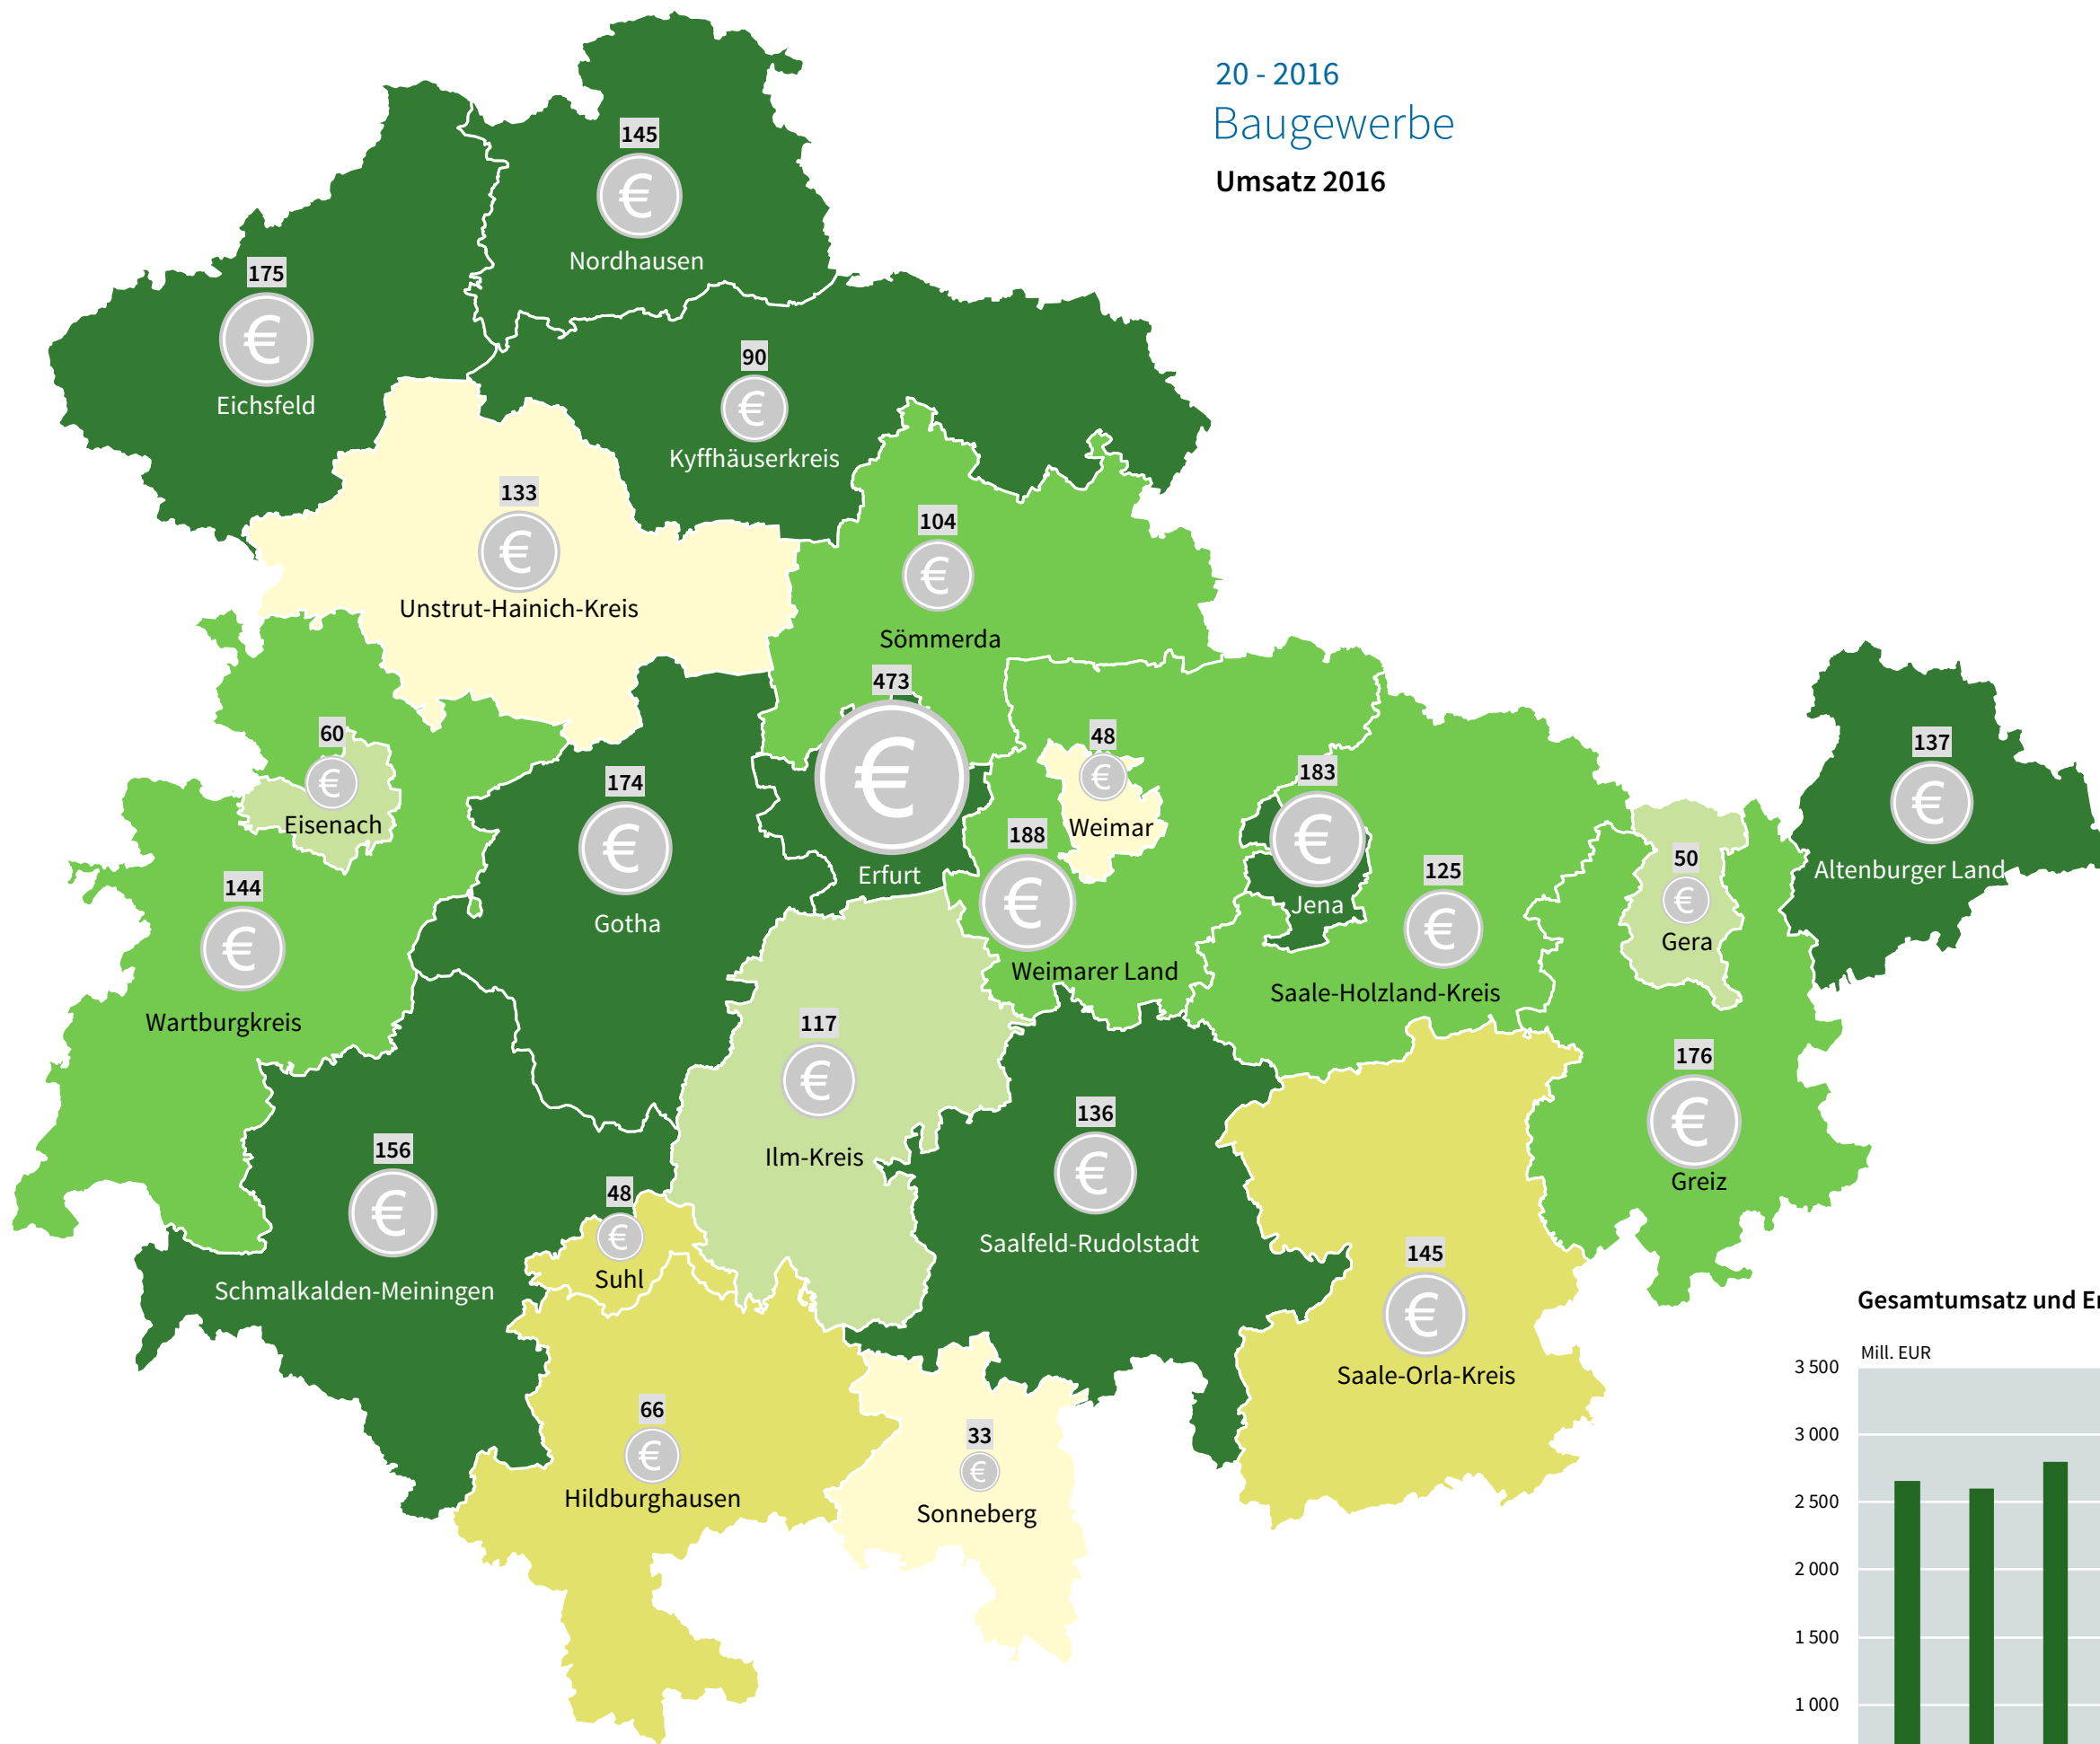 20 - 2016
Baugewerbe
Umsatz 2016
145
€
Nordhausen
175
€
Eichsfeld
90
€
Kyffhäuserkreis
133
€
Unstrut-Hainich-Kreis
104
€
Sömmerda
473
€
Erfurt
60
€
Eisenach
48
€
Weimar
183
€
Jena
137
€
Altenburger Land
174
€
Gotha
188
€
Weimarer Land
125
€
Saale-Holzland-Kreis
50
€
Gera
144
€
Wartburgkreis
117
€
Ilm-Kreis
176
€
Greiz
136
€
Saalfeld-Rudolstadt
156
€
Schmalkalden-Meiningen
48
€
Suhl
145
€
Saale-Orla-Kreis
66
€
Hildburghausen
33
€
Sonneberg
Gesamtumsatz und
Mill. EUR
3 500
3 000
2 500
2 000
1 500
1 000